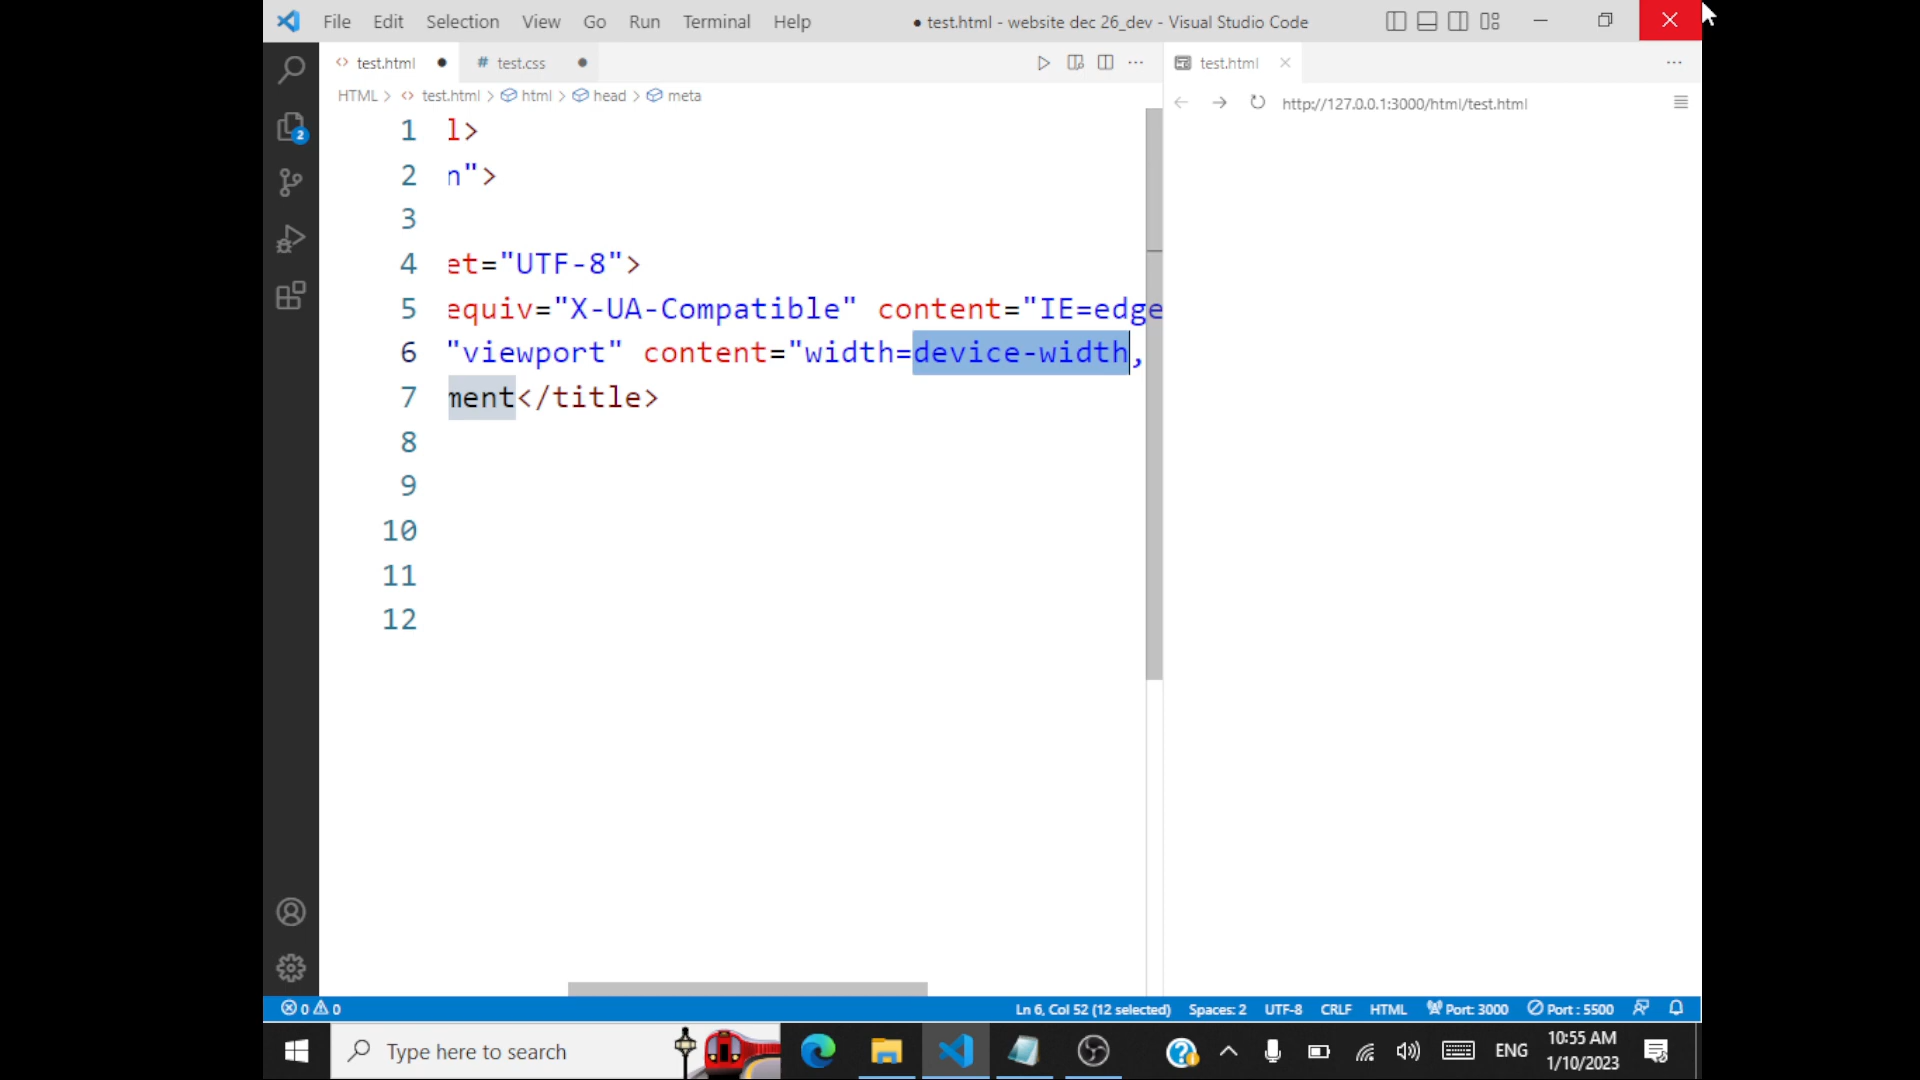 File Edit Selection View Go Run Terminal Help
● test.html - website dec 26_dev - Visual Studio Code
<> test.html ●
# test.css ●
test.html
HTML > <> test.html > html > head > meta
http://127.0.0.1:3000/html/test.html
1 l>
2 n">
3
4 et="UTF-8">
5 equiv="X-UA-Compatible" content="IE=edge
6 "viewport" content="width=device-width,
7 ment</title>
8
9
10
11
12
2
0 0
Ln 6, Col 52 (12 selected) Spaces: 2 UTF-8 CRLF HTML Port: 3000 Port : 5500
Type here to search
ENG
10:55 AM
1/10/2023